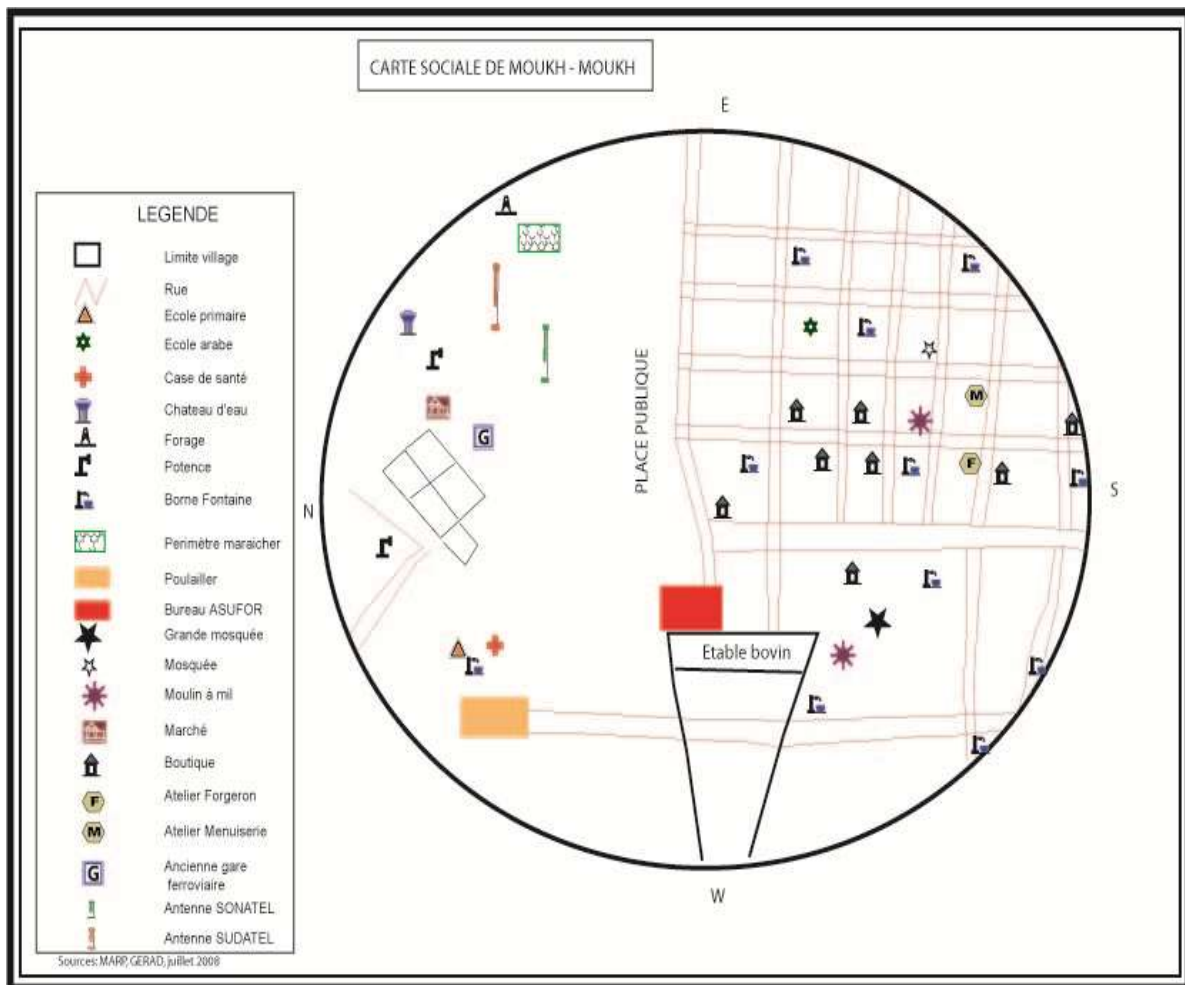 CARTE SOCIALE DE MOUKH - MOUKH
E
LEGENDE
Limite village
Rue
Ecole primaire
Ecole arabe
Case de santé
Chateau d'eau
Forage
Potence
Borne Fontaine
Perimètre maraicher
Poulailler
Bureau ASUFOR
Grande mosquée
Mosquée
Moulin à mil
Marché
Boutique
F
Atelier Forgeron
M
Atelier Menuiserie
G
Ancienne gare
ferroviaire
Antenne SONATEL
Antenne SUDATEL
Sources: MARP, GERAD, juillet 2008
PLACE PUBLIQUE
M
G
F
S
N
Etable bovin
W